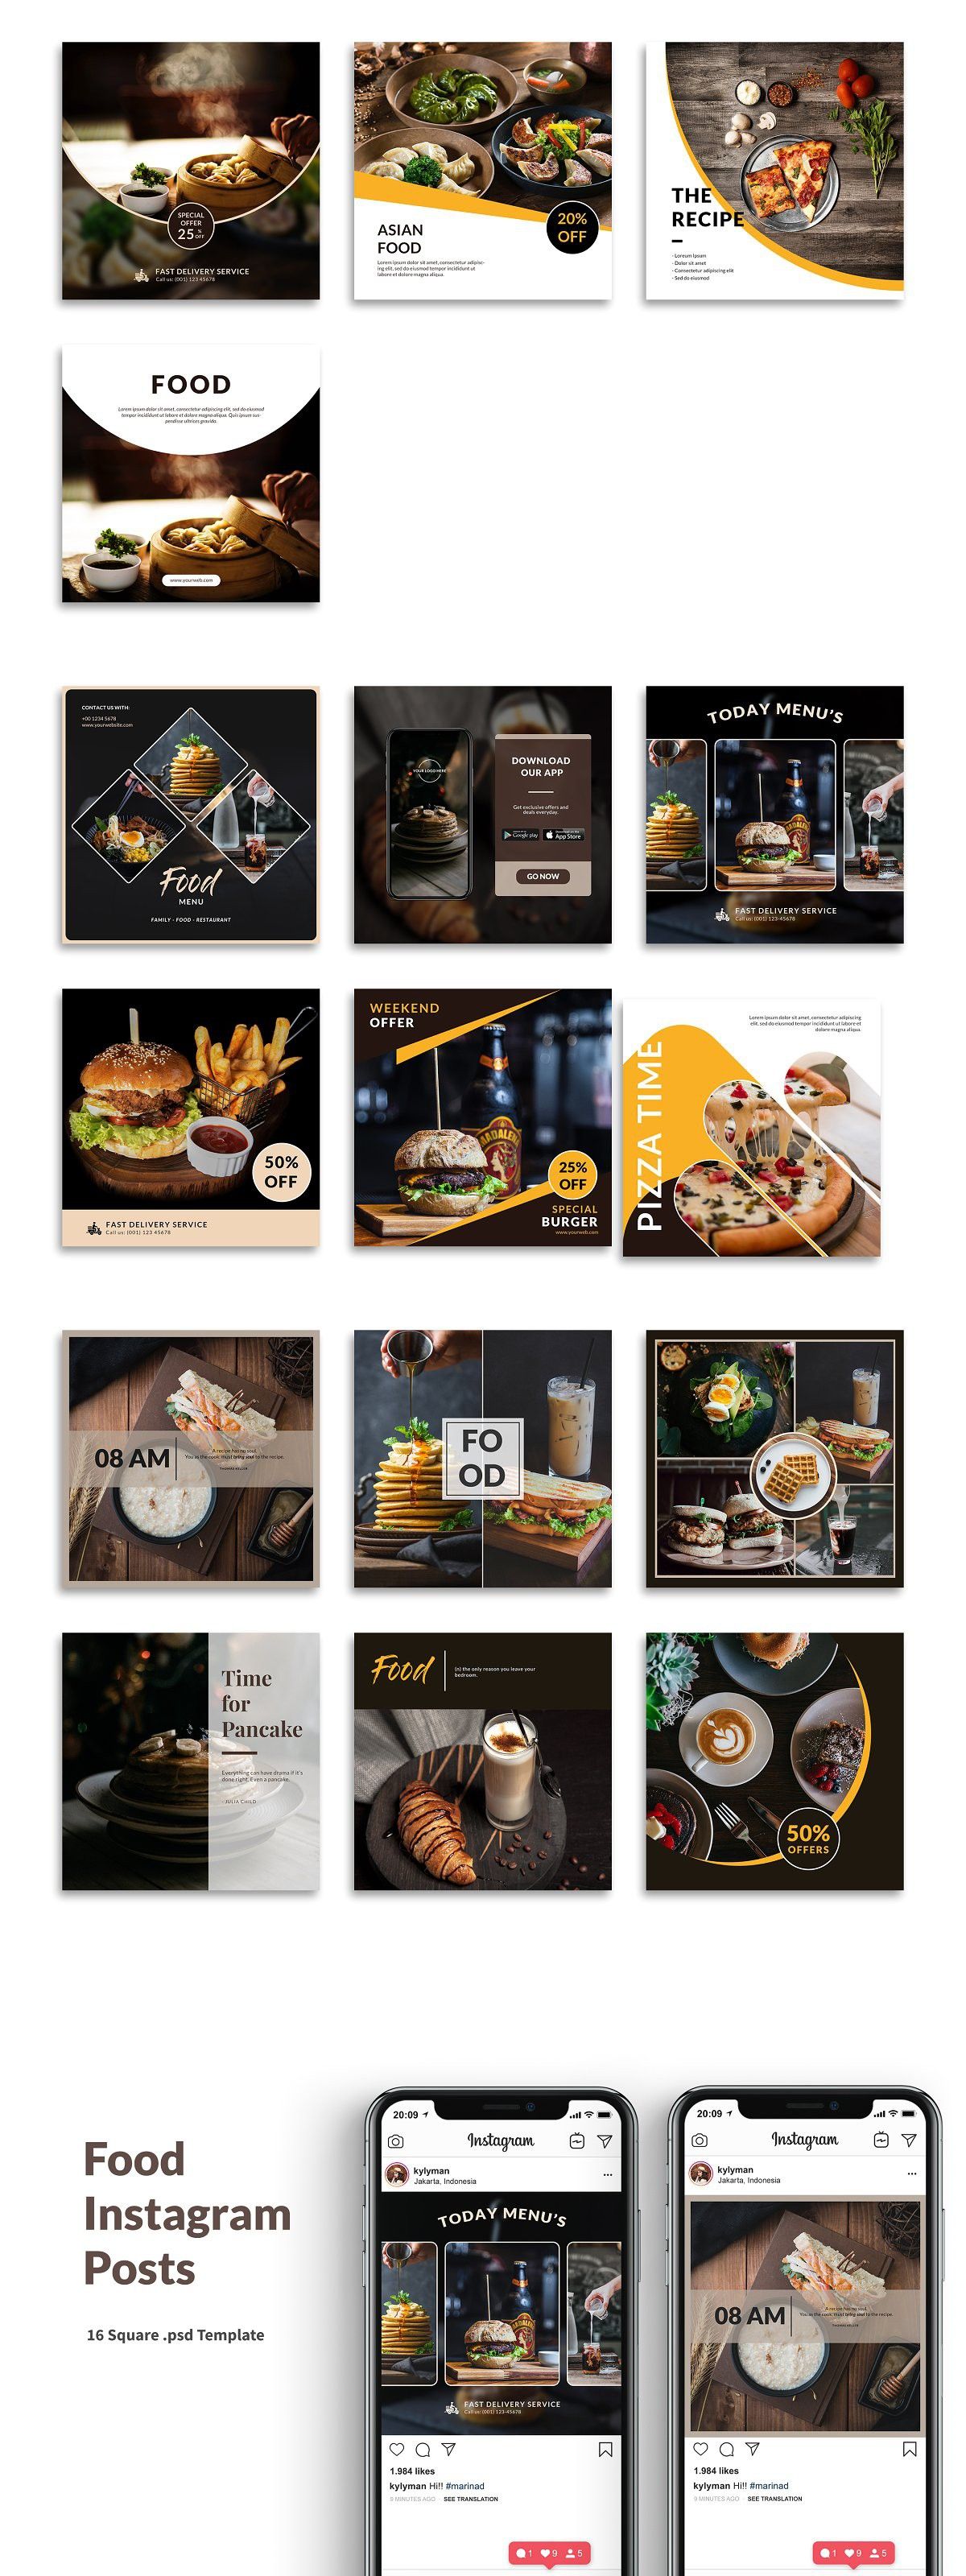 SPECIAL
OFFER
25 %
OFF
FAST DELIVERY SERVICE
Call us: (001) 123 45678
ASIAN
FOOD
Lorem ipsum dolor sit amet, consectetur adipisc-
ing elit, sed do eiusmod tempor incididunt ut
labore et dolore magna aliqua.
20%
OFF
THE
RECIPE
- Loreum Ipsum
- Dolor sit amet
- Consectetur adipiscing elit
- Sed do eiusmod
FOOD
Lorem ipsum dolor sit amet, consectetur adipiscing elit, sed do eiusmod
tempor incididunt ut labore et dolore magna aliqua. Quis ipsum sus-
pendisse ultrices gravida.
www.yourweb.com
CONTACT US WITH:
+00 1234 5678
www.yourwebsite.com
Food
MENU
FAMILY - FOOD - RESTAURANT
YOUR LOGO HERE
DOWNLOAD
OUR APP
Get exclusive offers and
deals everyday.
Google play
App Store
GO NOW
TODAY MENU'S
FAST DELIVERY SERVICE
Call us: (001) 123-45678
50%
OFF
FAST DELIVERY SERVICE
Call us: (001) 123 45678
WEEKEND
OFFER
25%
OFF
SPECIAL
BURGER
www.yourweb.com
PIZZA TIME
Lorem ipsum dolor sit amet, consectetur adipiscing
elit, sed do eiusmod tempor incididunt ut labore et
dolore magna aliqua.
08 AM
A recipe has no soul.
You as the cook must bring soul to the recipe.
FO
OD
Time
for
Pancake
Everything can have drama if it's
done right. Even a pancake.
JULIA CHILD
Food
(n) the only reason you leave your
bedroom.
50%
OFFERS
Food
Instagram
Posts
16 Square .psd Template
20:09
Instagram
kylyman
Jakarta, Indonesia
TODAY MENU'S
FAST DELIVERY SERVICE
Call us: (001) 123-45678
1.984 likes
kylyman Hi!! #marinad
9 MINUTES AGO SEE TRANSLATION
1 9 5
20:09
Instagram
kylyman
Jakarta, Indonesia
08 AM
A recipe has no soul.
You as the cook must bring soul to the recipe.
1.984 likes
kylyman Hi!! #marinad
9 MINUTES AGO SEE TRANSLATION
1 9 5